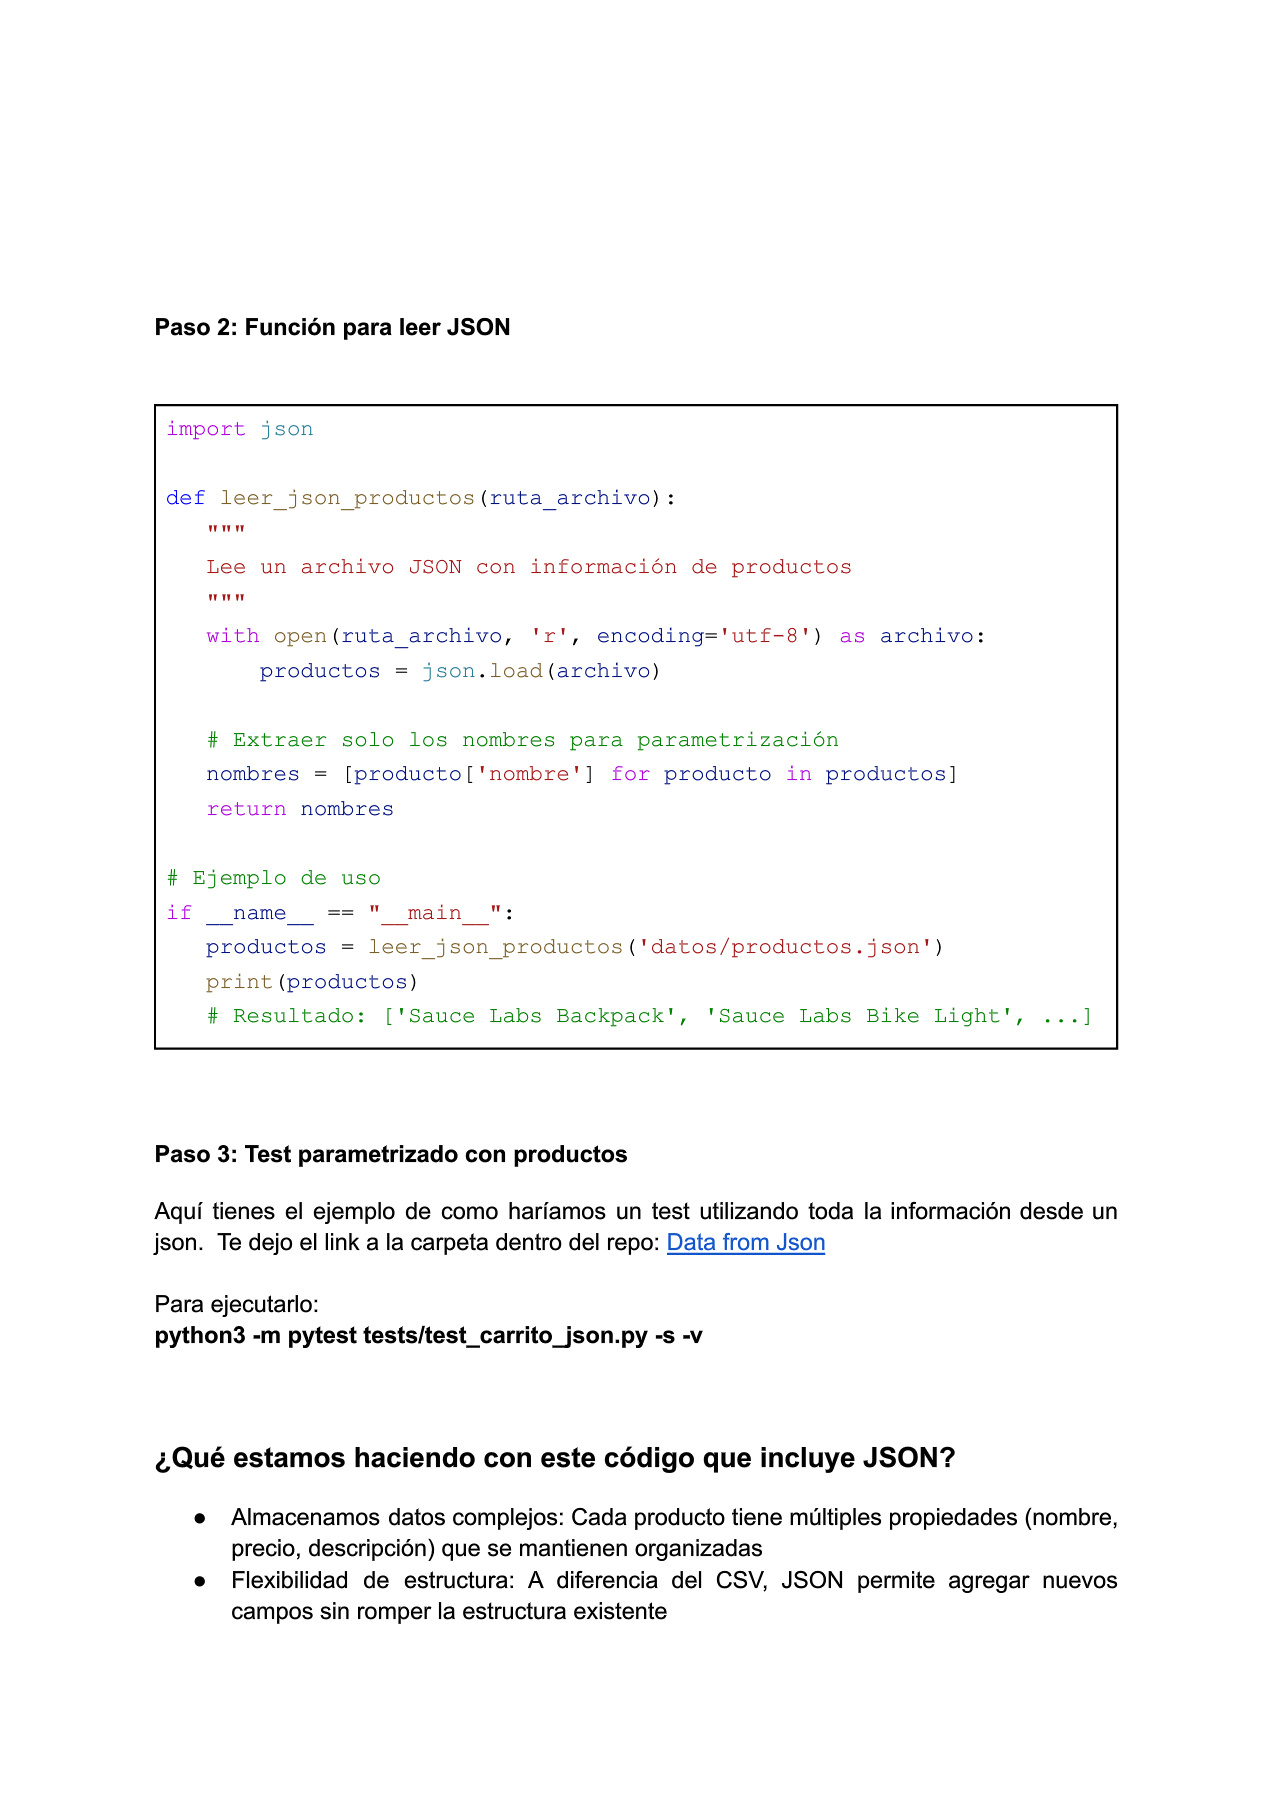 Paso 2: Función para leer JSON
import json
def leer_json_productos(ruta_archivo):
"""
Lee un archivo JSON con información de productos
"""
with open(ruta_archivo, 'r', encoding='utf-8') as archivo:
productos = json.load(archivo)
# Extraer solo los nombres para parametrización
nombres = [producto['nombre'] for producto in productos]
return nombres
# Ejemplo de uso
if __name__ == "__main__":
productos = leer_json_productos('datos/productos.json')
print(productos)
# Resultado: ['Sauce Labs Backpack', 'Sauce Labs Bike Light', ...]
Paso 3: Test parametrizado con productos
Aquí tienes el ejemplo de como haríamos un test utilizando toda la información desde un
json. Te dejo el link a la carpeta dentro del repo: Data from Json
Para ejecutarlo:
python3 -m pytest tests/test_carrito_json.py -s -v
¿Qué estamos haciendo con este código que incluye JSON?
● Almacenamos datos complejos: Cada producto tiene múltiples propiedades (nombre,
precio, descripción) que se mantienen organizadas
● Flexibilidad de estructura: A diferencia del CSV, JSON permite agregar nuevos
campos sin romper la estructura existente